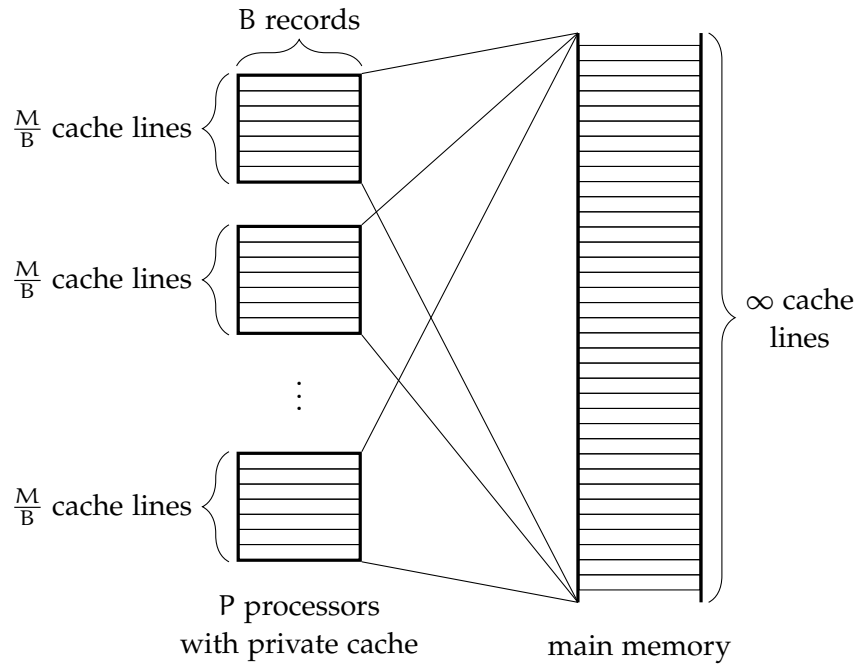 B records
M/B cache lines
M/B cache lines
⋮
M/B cache lines
∞ cache
lines
P processors
with private cache
main memory